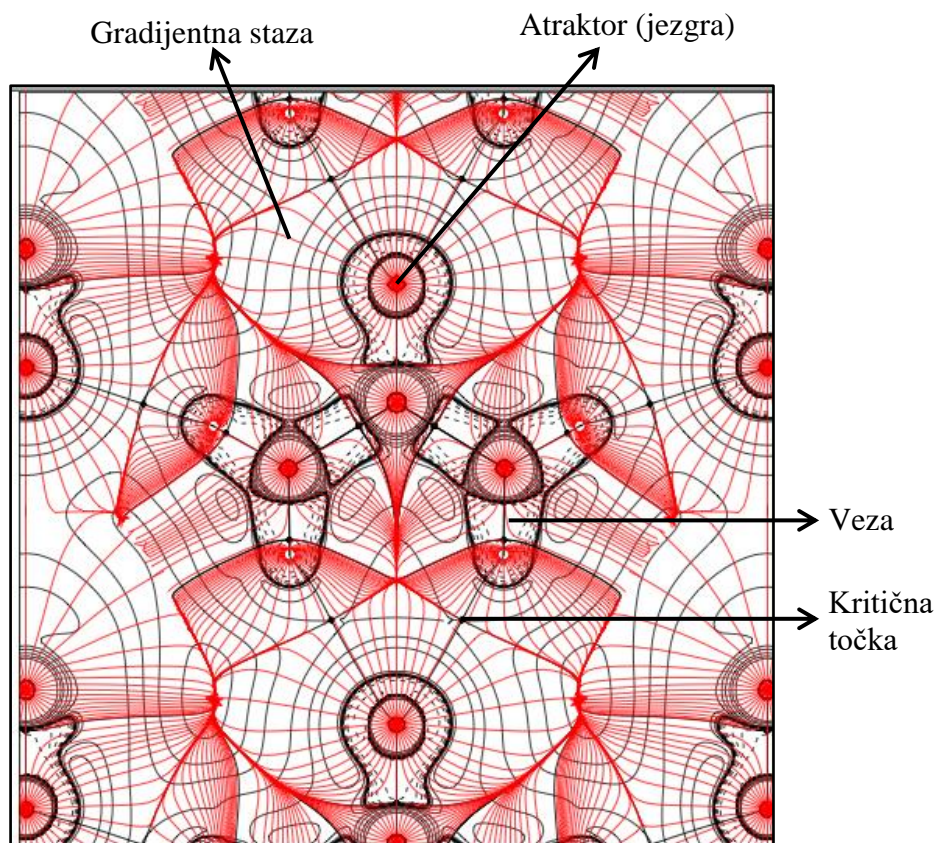 Gradijentna staza
Atraktor (jezgra)
Veza
Kritična
točka